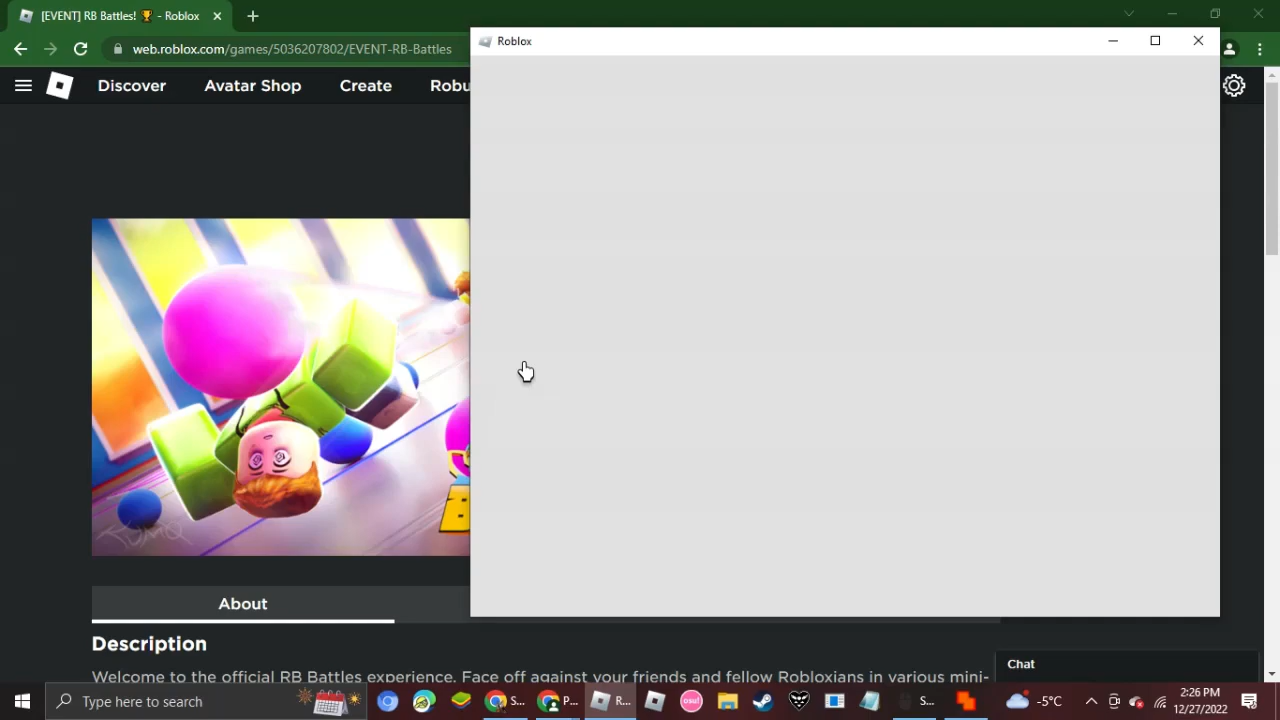 [EVENT] RB Battles! 🏆 - Roblox
web.roblox.com/games/5036207802/EVENT-RB-Battles
Roblox
Discover
Avatar Shop
Create
Robu
About
Description
Welcome to the official RB Battles experience. Face off against your friends and fellow Robloxians in various mini-
Chat
Type here to search
S...
P...
R...
osu!
S...
-5°C
2:26 PM
12/27/2022